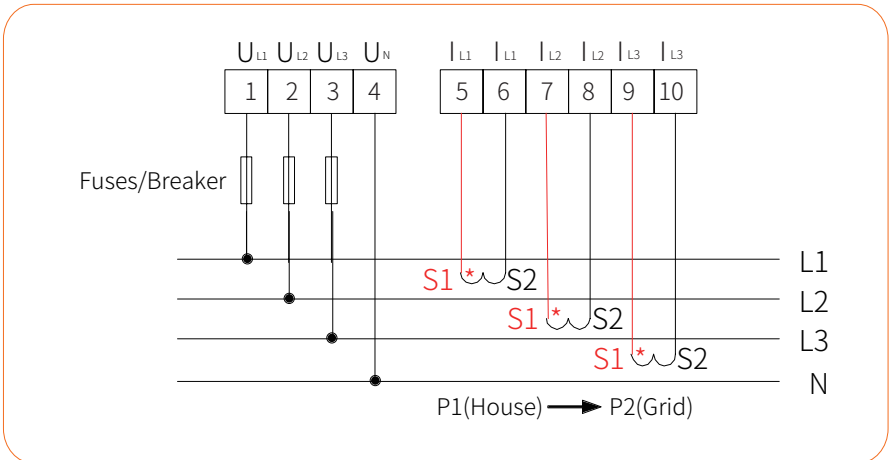 UL1 UL2 UL3 UN IL1 IL1 IL2 IL2 IL3 IL3
1 2 3 4 5 6 7 8 9 10
Fuses/Breaker
L1
S1 * S2
L2
S1 * S2
L3
S1 * S2
N
P1(House) P2(Grid)